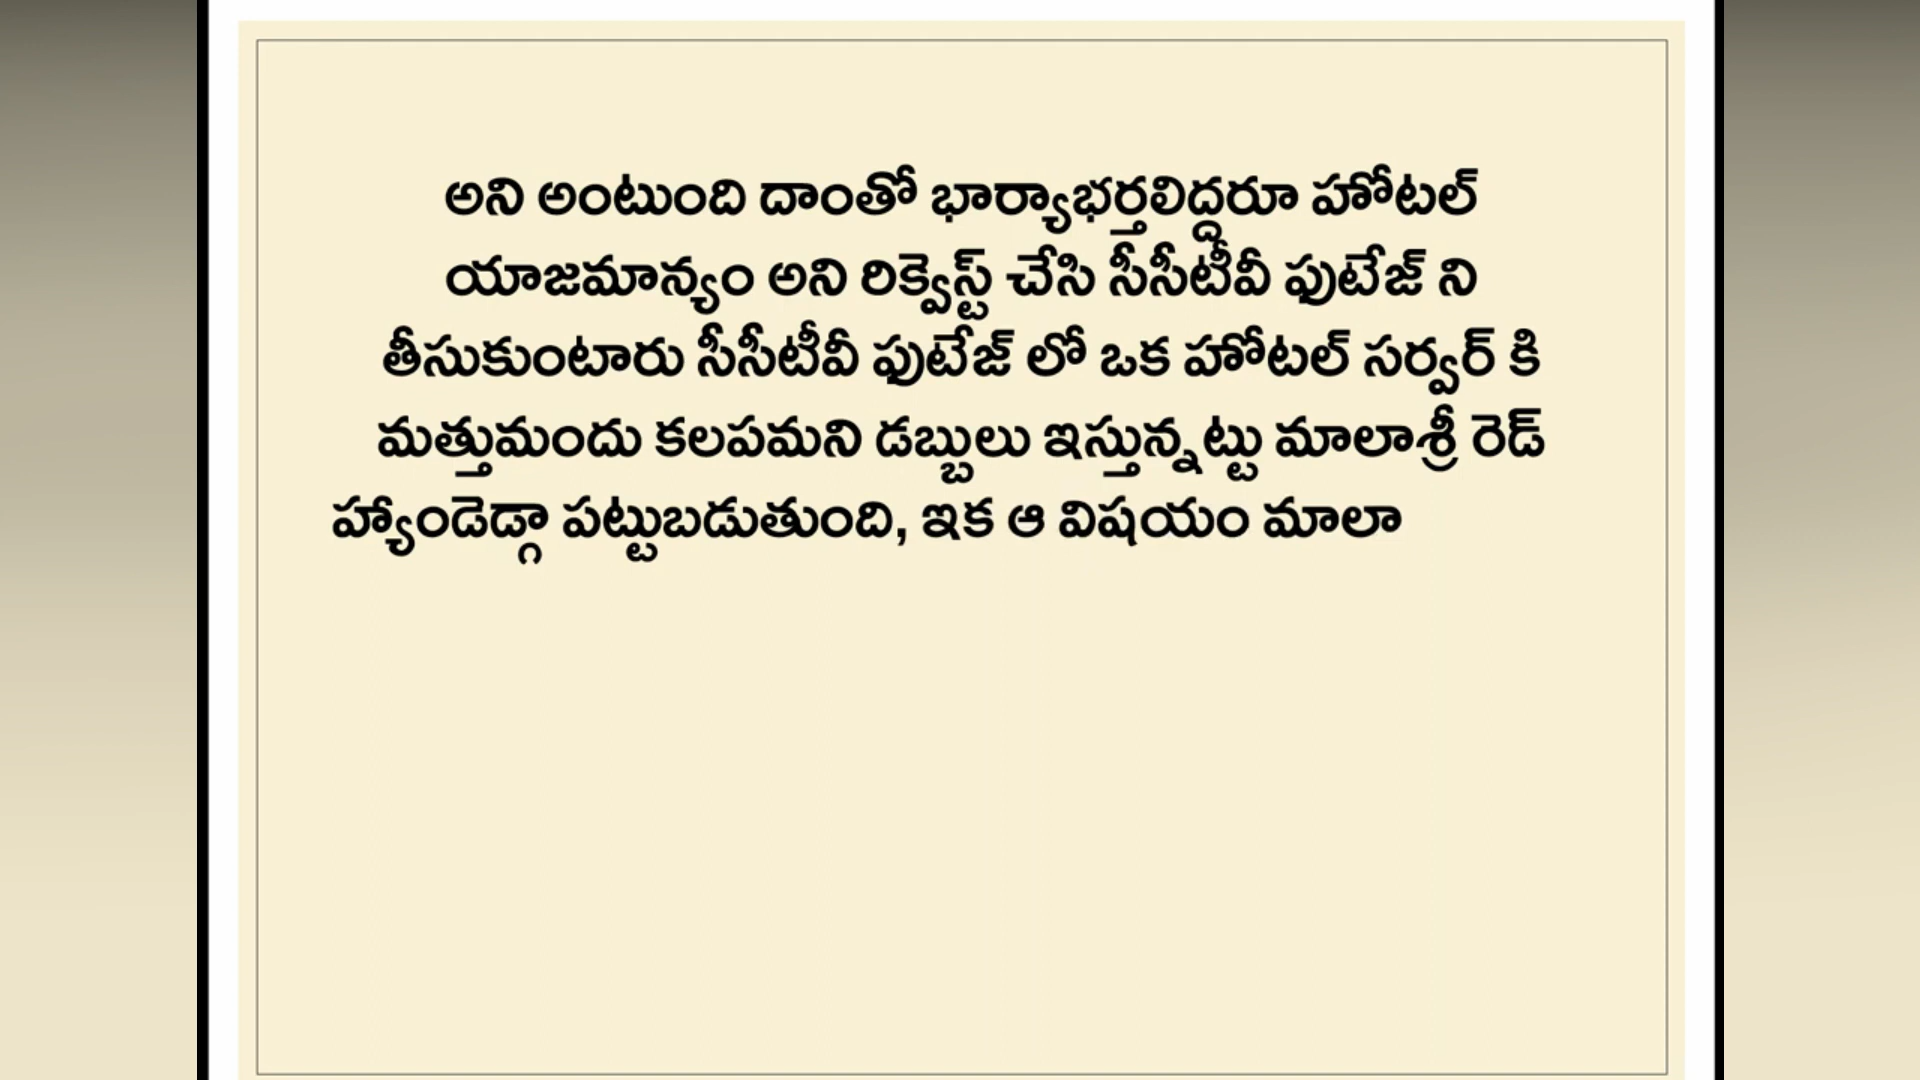 అని అంటుంది దాంతో భార్యాభర్తలిద్దరూ హోటల్
యాజమాన్యం అని రిక్వెస్ట్ చేసి సీసీటీవీ ఫుటేజ్ ని
తీసుకుంటారు సీసీటీవీ ఫుటేజ్ లో ఒక హోటల్ సర్వర్ కి
మత్తుమందు కలపమని డబ్బులు ఇస్తున్నట్టు మాలాశ్రీ రెడ్
హ్యాండెడ్గా పట్టుబడుతుంది, ఇక ఆ విషయం మాలా